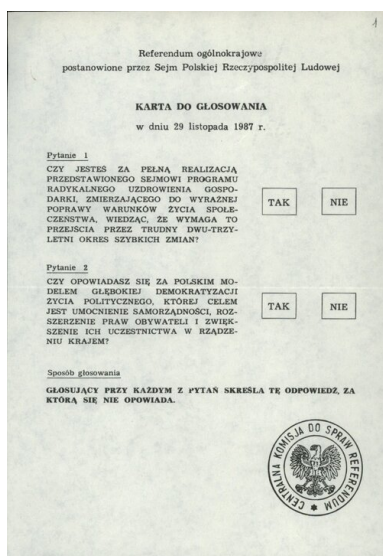 1
Referendum ogólnokrajowe
postanowione przez Sejm Polskiej Rzeczypospolitej Ludowej
KARTA DO GŁOSOWANIA
w dniu 29 listopada 1987 r.
Pytanie 1
CZY JESTEŚ ZA PEŁNĄ REALIZACJĄ
PRZEDSTAWIONEGO SEJMOWI PROGRAMU
RADYKALNEGO UZDROWIENIA GOSPO-
DARKI, ZMIERZAJĄCEGO DO WYRAŹNEJ
POPRAWY WARUNKÓW ŻYCIA SPOŁE-
CZEŃSTWA, WIEDZĄC, ŻE WYMAGA TO
PRZEJŚCIA PRZEZ TRUDNY DWU-TRZY-
LETNI OKRES SZYBKICH ZMIAN?
TAK NIE
Pytanie 2
CZY OPOWIADASZ SIĘ ZA POLSKIM MO-
DELEM GŁĘBOKIEJ DEMOKRATYZACJI
ŻYCIA POLITYCZNEGO, KTÓREJ CELEM
JEST UMOCNIENIE SAMORZĄDNOŚCI, ROZ-
SZERZENIE PRAW OBYWATELI I ZWIĘK-
SZENIE ICH UCZESTNICTWA W RZĄDZE-
NIU KRAJEM?
TAK NIE
Sposób głosowania
GŁOSUJĄCY PRZY KAŻDYM Z PYTAŃ SKREŚLA TĘ ODPOWIEDŹ, ZA
KTÓRĄ SIĘ NIE OPOWIADA.
CENTRALNA KOMISJA DO SPRAW REFERENDUM